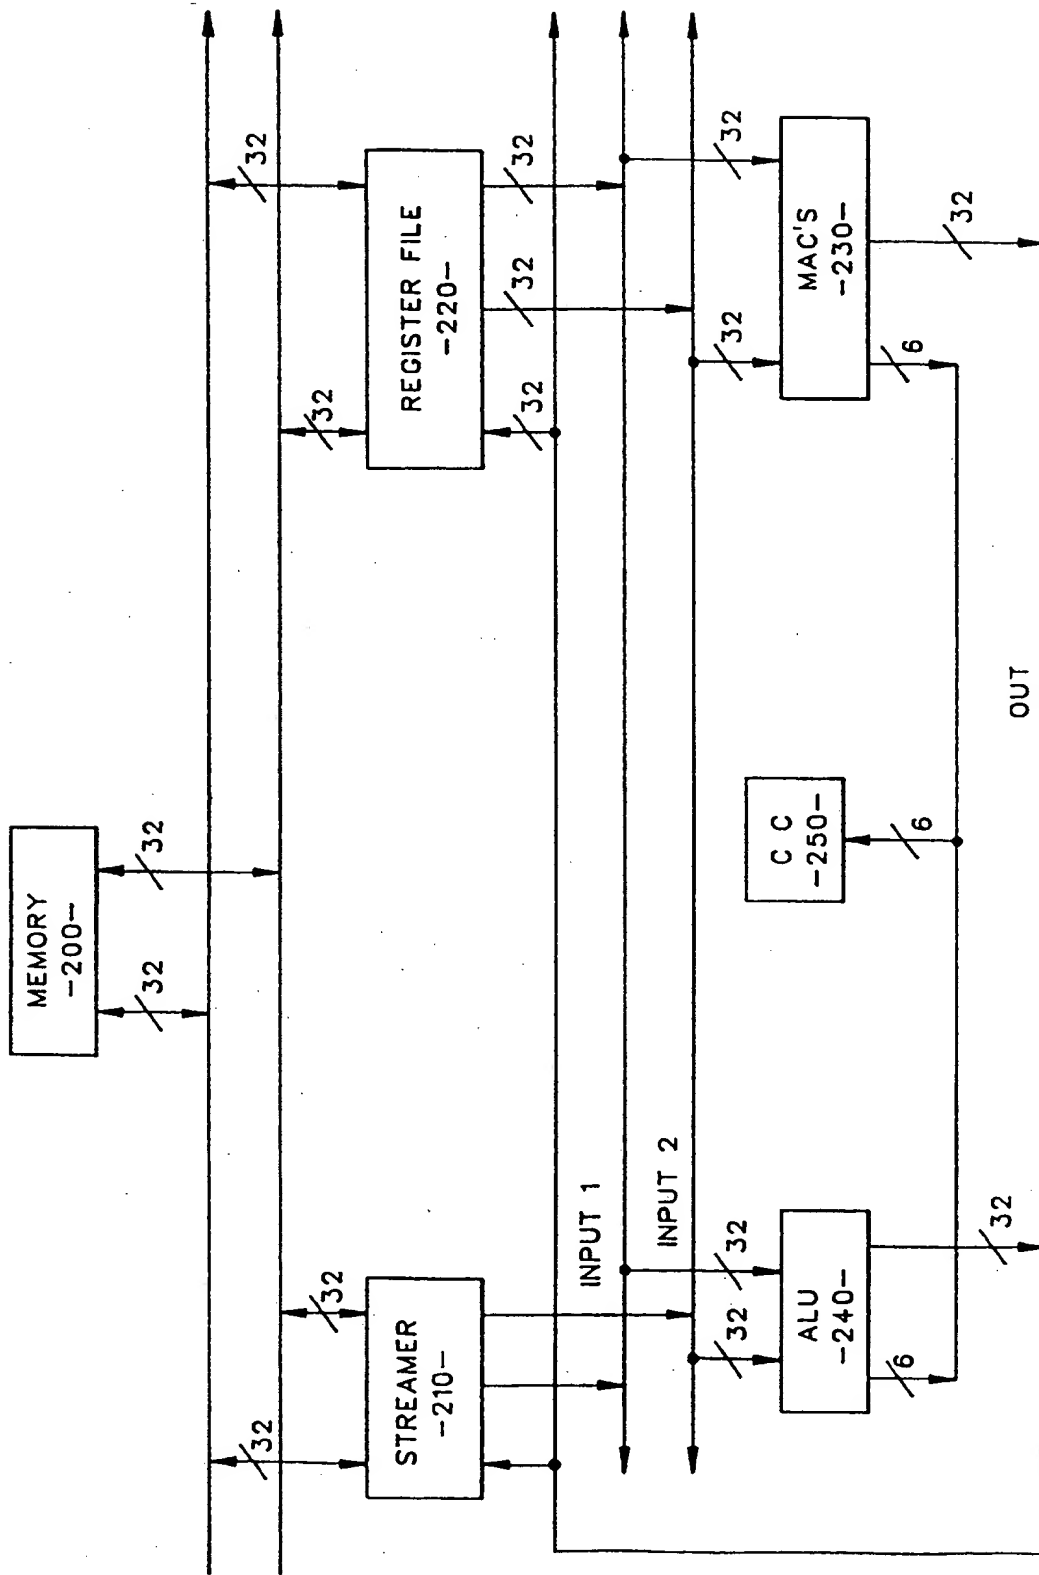 MEMORY
-200-
32
32
32
32
32
32
STREAMER
-210-
REGISTER FILE
-220-
32
32
32
INPUT 1
INPUT 2
32
32
32
32
ALU
-240-
C C
-250-
MAC'S
-230-
6
32
6
6
32
OUT